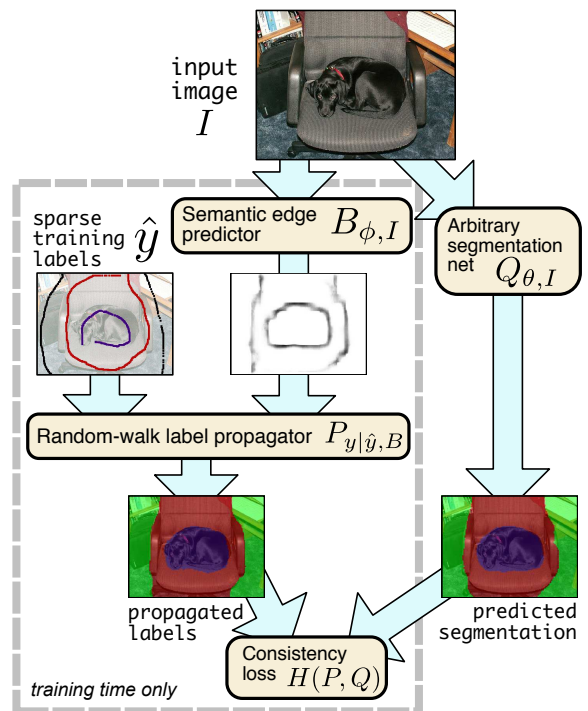 input
image
I
sparse
training
labels ŷ
Semantic edge
predictor B_{ϕ,I}
Arbitrary
segmentation
net Q_{θ,I}
Random-walk label propagator P_{y|ŷ,B}
propagated
labels
predicted
segmentation
Consistency
loss H(P,Q)
training time only